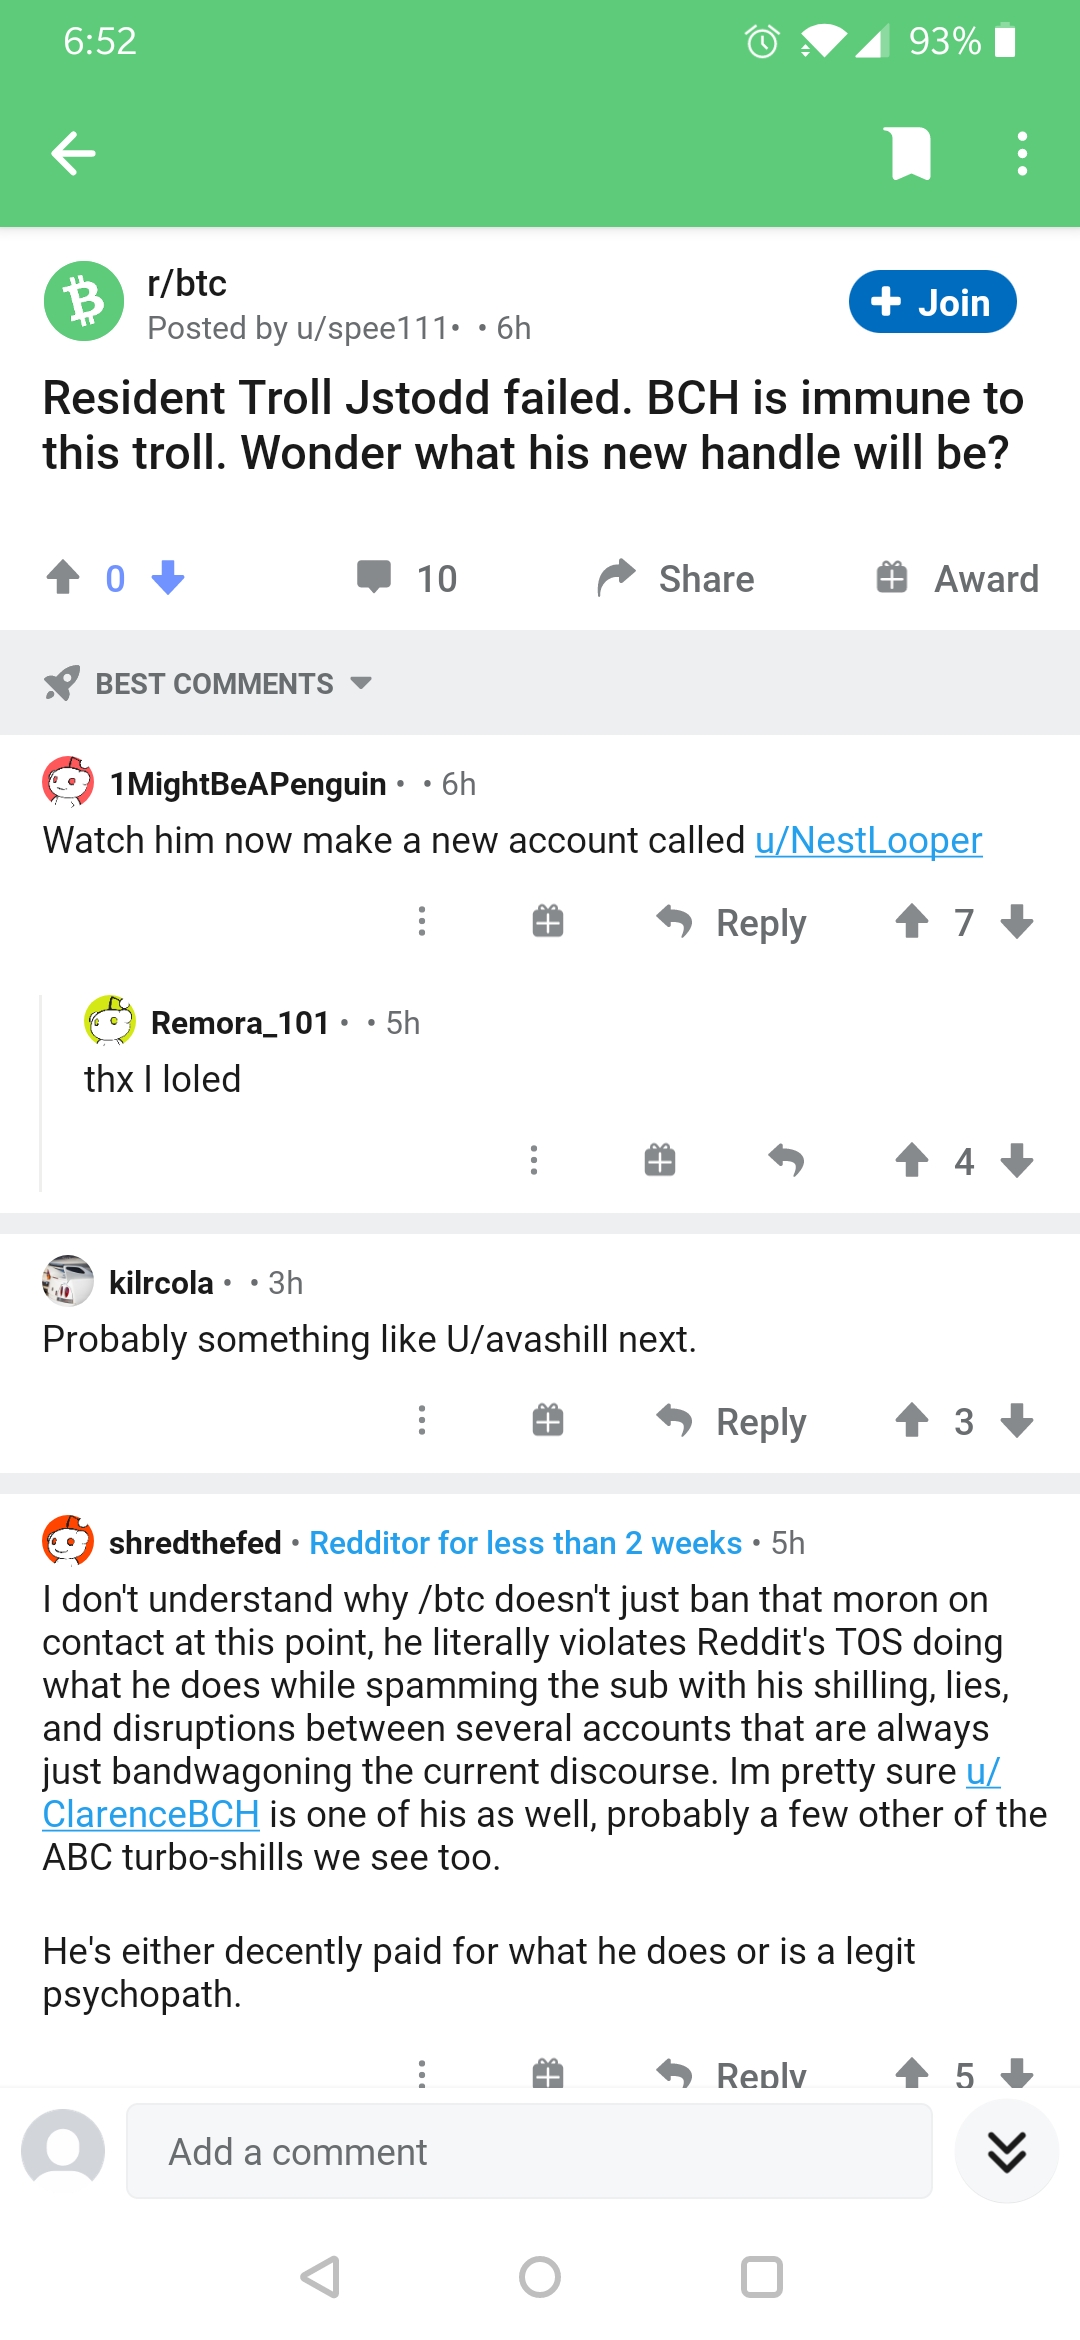 6:52
93%
r/btc
Posted by u/spee111• • 6h
Join
Resident Troll Jstodd failed. BCH is immune to
this troll. Wonder what his new handle will be?
0
10
Share
Award
BEST COMMENTS
1MightBeAPenguin • • 6h
Watch him now make a new account called u/NestLooper
Reply
7
Remora_101 • • 5h
thx I loled
4
kilrcola • • 3h
Probably something like U/avashill next.
Reply
3
shredthefed • Redditor for less than 2 weeks • 5h
I don't understand why /btc doesn't just ban that moron on
contact at this point, he literally violates Reddit's TOS doing
what he does while spamming the sub with his shilling, lies,
and disruptions between several accounts that are always
just bandwagoning the current discourse. Im pretty sure u/
ClarenceBCH is one of his as well, probably a few other of the
ABC turbo-shills we see too.
He's either decently paid for what he does or is a legit
psychopath.
Reply
5
Add a comment